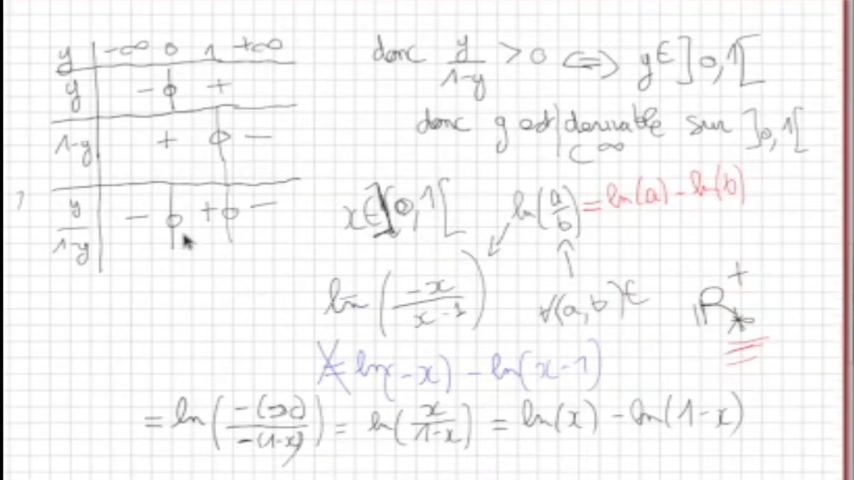 y | -∞ 0 1 +∞
y | - 0 +
1-y | + 0 -
y/(1-y) | - 0 + 0 -
donc y/(1-y) > 0 ⟺ y ∈ ]0,1[
donc g est dérivable sur ]0,1[
C∞
x ∈ ]0,1[
ln(a/b) = ln(a) - ln(b)
ln(-x/(x-1))
∀(a,b) ∈ ℝ+*
≠ ln(-x) - ln(x-1)
= ln(-(x)/-(1-x)) = ln(x/(1-x)) = ln(x) - ln(1-x)